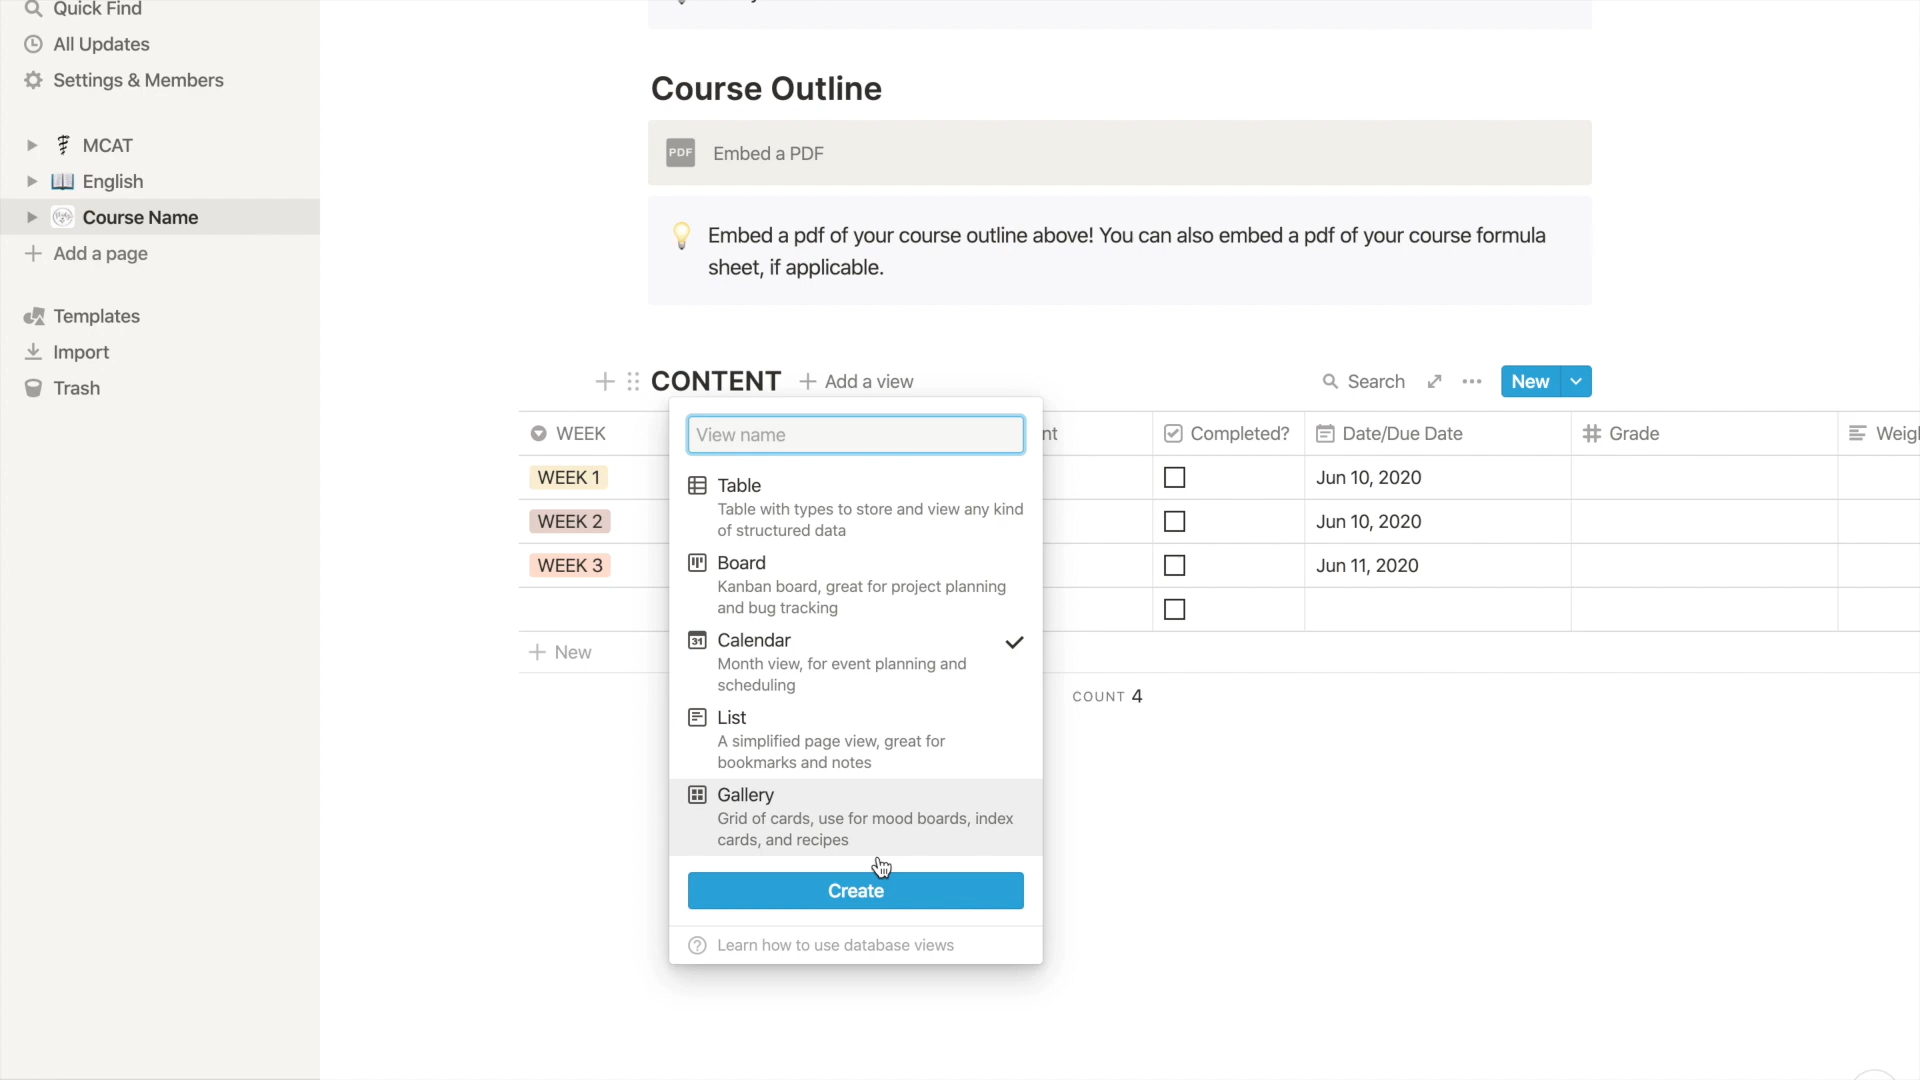 Quick Find
All Updates
Settings & Members
MCAT
English
Course Name
Add a page
Templates
Import
Trash
Course Outline
PDF Embed a PDF
Embed a pdf of your course outline above! You can also embed a pdf of your course formula
sheet, if applicable.
CONTENT Add a view Search New
WEEK nt Completed? Date/Due Date Grade Weigh
WEEK 1 Jun 10, 2020
WEEK 2 Jun 10, 2020
WEEK 3 Jun 11, 2020
New
COUNT 4
View name
Table
Table with types to store and view any kind
of structured data
Board
Kanban board, great for project planning
and bug tracking
31 Calendar
Month view, for event planning and
scheduling
List
A simplified page view, great for
bookmarks and notes
Gallery
Grid of cards, use for mood boards, index
cards, and recipes
Create
Learn how to use database views